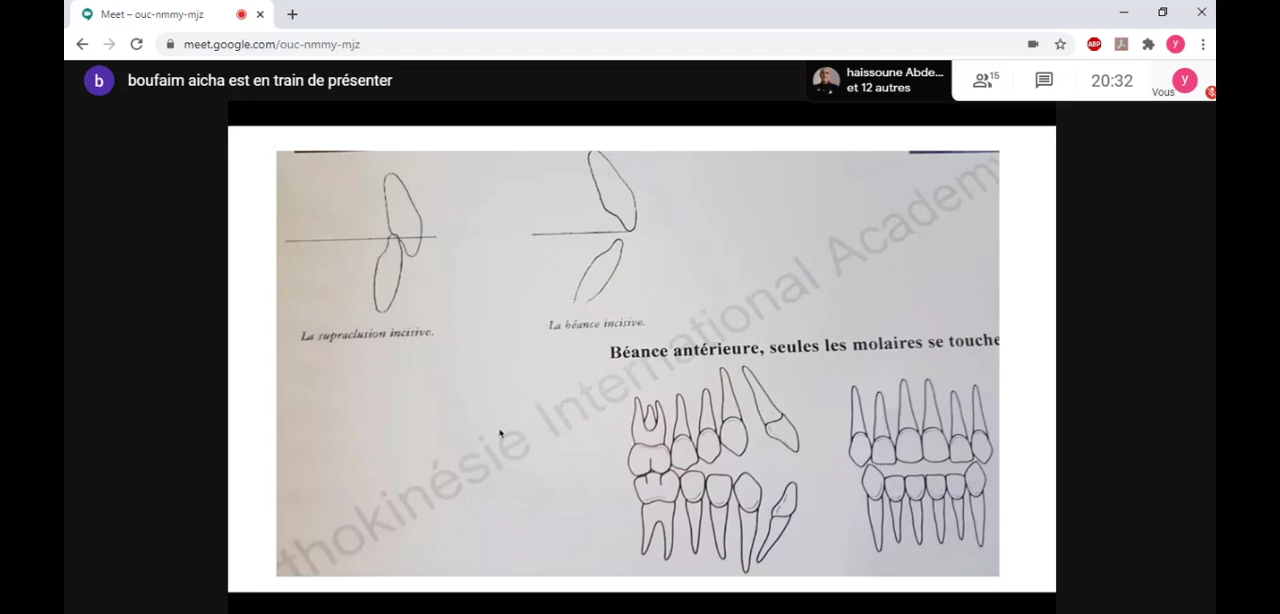 Meet – ouc-nmmy-mjz
meet.google.com/ouc-nmmy-mjz
ABP
y
b
boufaim aicha est en train de présenter
haissoune Abde...
et 12 autres
15
20:32
Vous
y
La supraclusion incisive.
La béance incisive.
Béance antérieure, seules les molaires se touche
thokinésie International Academy